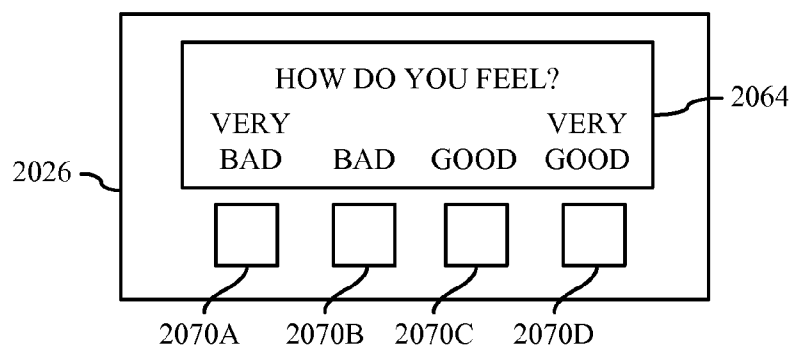 HOW DO YOU FEEL?
2064
VERY VERY
BAD BAD GOOD GOOD
2026
2070A 2070B 2070C 2070D